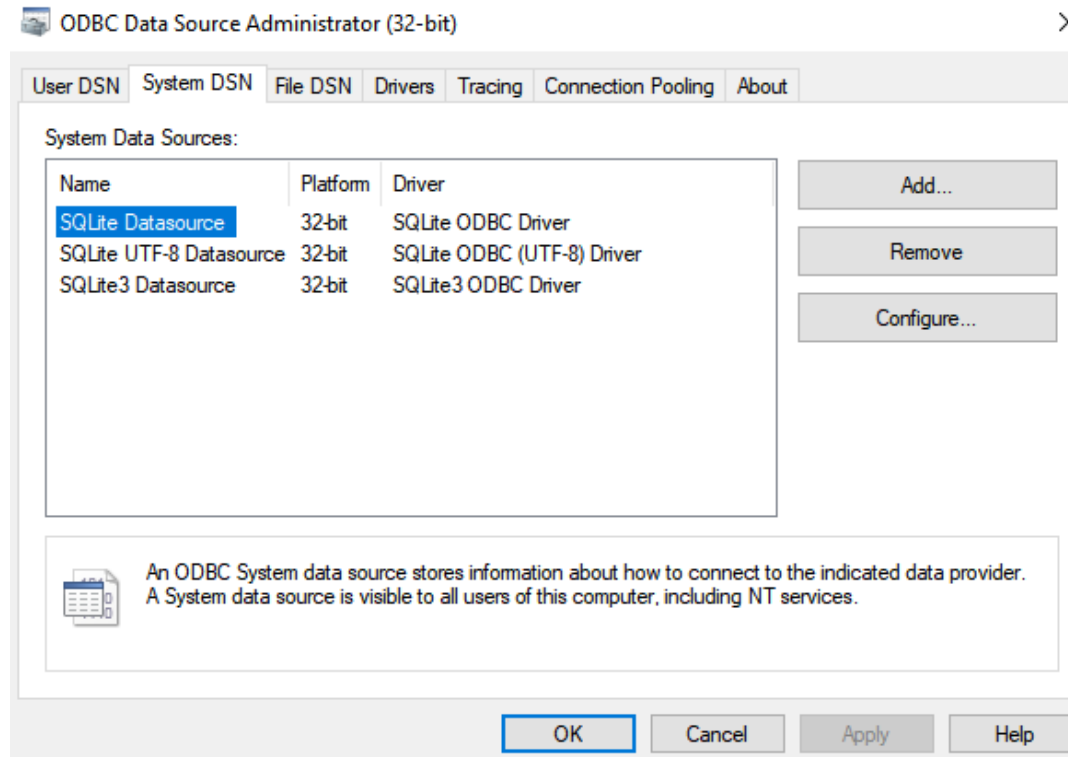 ODBC Data Source Administrator (32-bit)
User DSN System DSN File DSN Drivers Tracing Connection Pooling About
System Data Sources:
Name Platform Driver
SQLite Datasource 32-bit SQLite ODBC Driver
SQLite UTF-8 Datasource 32-bit SQLite ODBC (UTF-8) Driver
SQLite3 Datasource 32-bit SQLite3 ODBC Driver
Add...
Remove
Configure...
An ODBC System data source stores information about how to connect to the indicated data provider.
A System data source is visible to all users of this computer, including NT services.
OK Cancel Apply Help